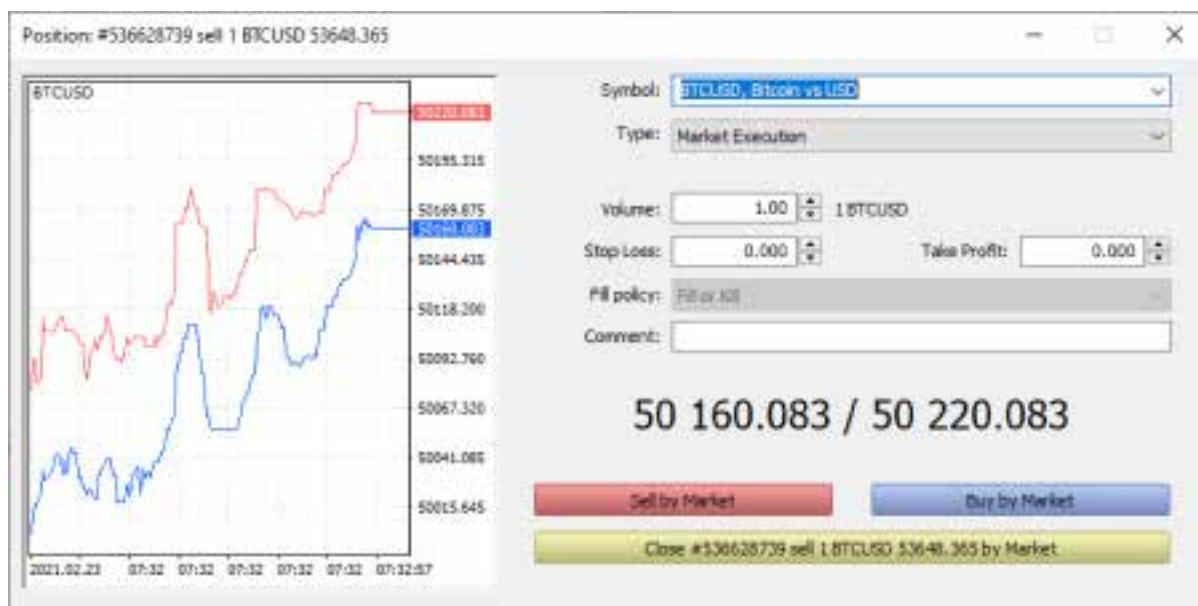 Position: #536628739 sell 1 BTCUSD 53648.365
BTCUSD
50220.083
50195.315
50169.875
50160.083
50144.435
50118.200
50092.760
50067.320
50041.085
50015.645
2021.02.23 07:32 07:32 07:32 07:32 07:32 07:32:57
Symbol: BTCUSD, Bitcoin vs USD
Type: Market Execution
Volume: 1.00 1 BTCUSD
Stop Loss: 0.000 Take Profit: 0.000
Fill policy: Fill or Kill
Comment:
50 160.083 / 50 220.083
Sell by Market Buy by Market
Close #536628739 sell 1 BTCUSD 53648.365 by Market